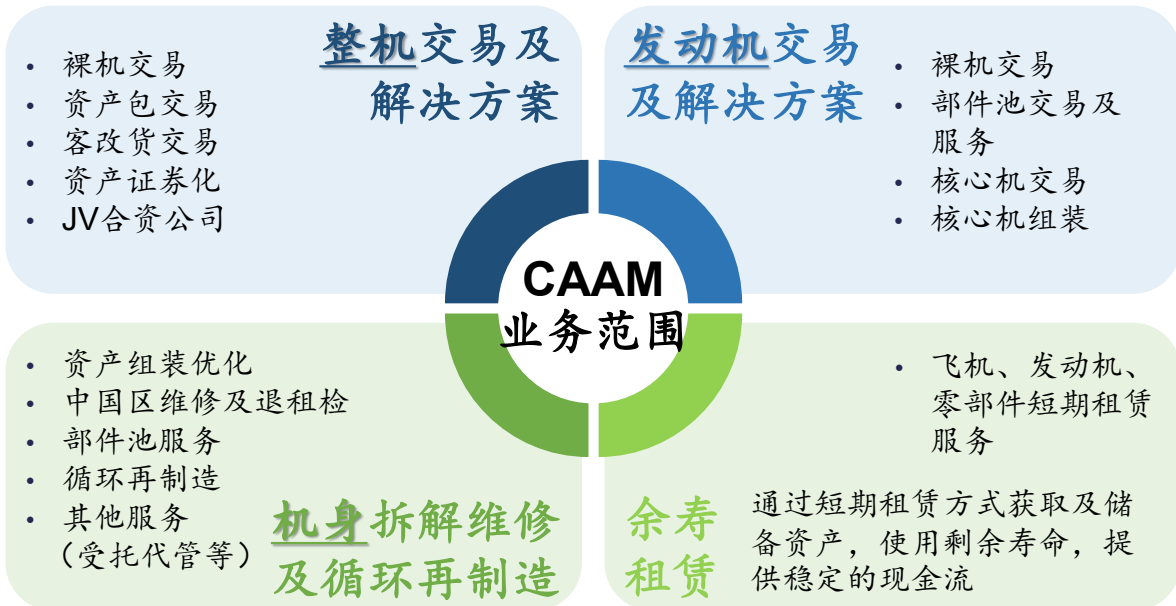 整机交易及
解决方案
• 裸机交易
• 资产包交易
• 客改货交易
• 资产证券化
• JV合资公司
发动机交易
及解决方案
• 裸机交易
• 部件池交易及
服务
• 核心机交易
• 核心机组装
CAAM
业务范围
• 资产组装优化
• 中国区维修及退租检
• 部件池服务
• 循环再制造
• 其他服务
（受托代管等）
机身拆解维修
及循环再制造
• 飞机、发动机、
零部件短期租赁
服务
余寿
租赁
通过短期租赁方式获取及储
备资产，使用剩余寿命，提
供稳定的现金流